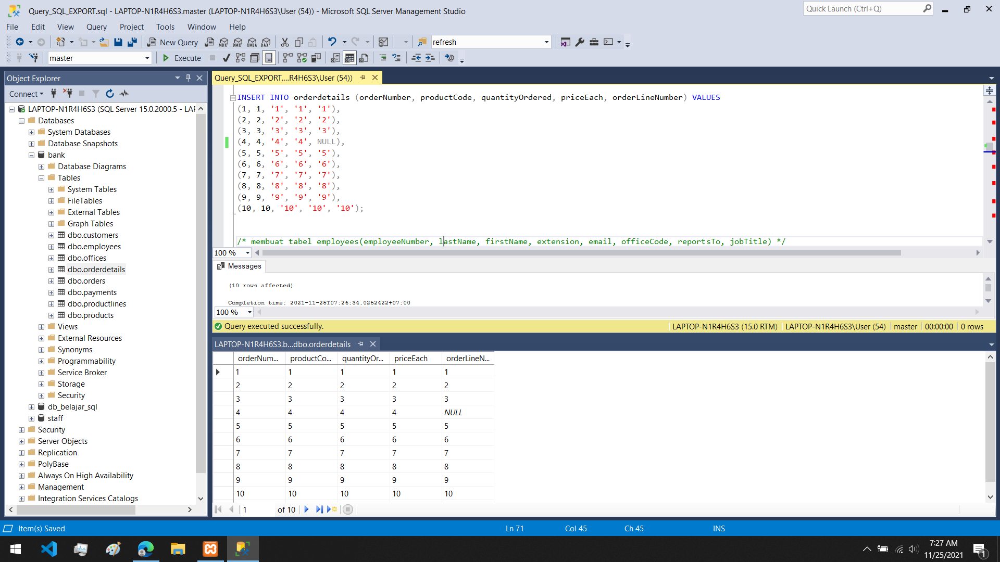 Query_SQL_EXPORT.sql - LAPTOP-N1R4H6S3.master (LAPTOP-N1R4H6S3\User (54)) - Microsoft SQL Server Management Studio
Quick Launch (Ctrl+Q)
File Edit View Query Project Tools Window Help
New Query MDX DMX XMLA DAX refresh
master Execute
Object Explorer
Connect
LAPTOP-N1R4H6S3 (SQL Server 15.0.2000.5 - LAP
Databases
System Databases
Database Snapshots
bank
Database Diagrams
Tables
System Tables
FileTables
External Tables
Graph Tables
dbo.customers
dbo.employees
dbo.offices
dbo.orderdetails
dbo.orders
dbo.payments
dbo.productlines
dbo.products
Views
External Resources
Synonyms
Programmability
Service Broker
Storage
Security
db_belajar_sql
staff
Security
Server Objects
Replication
PolyBase
Always On High Availability
Management
Integration Services Catalogs
Query_SQL_EXPORT....R4H6S3\User (54))
INSERT INTO orderdetails (orderNumber, productCode, quantityOrdered, priceEach, orderLineNumber) VALUES
(1, 1, '1', '1', '1'),
(2, 2, '2', '2', '2'),
(3, 3, '3', '3', '3'),
(4, 4, '4', '4', NULL),
(5, 5, '5', '5', '5'),
(6, 6, '6', '6', '6'),
(7, 7, '7', '7', '7'),
(8, 8, '8', '8', '8'),
(9, 9, '9', '9', '9'),
(10, 10, '10', '10', '10');
/* membuat tabel employees(employeeNumber, lastName, firstName, extension, email, officeCode, reportsTo, jobTitle) */
100 %
Messages
(10 rows affected)
Completion time: 2021-11-25T07:26:34.0252422+07:00
100 %
Query executed successfully. LAPTOP-N1R4H6S3 (15.0 RTM) LAPTOP-N1R4H6S3\User (54) master 00:00:00 0 rows
LAPTOP-N1R4H6S3.b...dbo.orderdetails
orderNum... productCo... quantityOr... priceEach orderLineN...
1 1 1 1 1
2 2 2 2 2
3 3 3 3 3
4 4 4 4 NULL
5 5 5 5 5
6 6 6 6 6
7 7 7 7 7
8 8 8 8 8
9 9 9 9 9
10 10 10 10 10
1 of 10
Item(s) Saved Ln 71 Col 45 Ch 45 INS
7:27 AM
11/25/2021
1